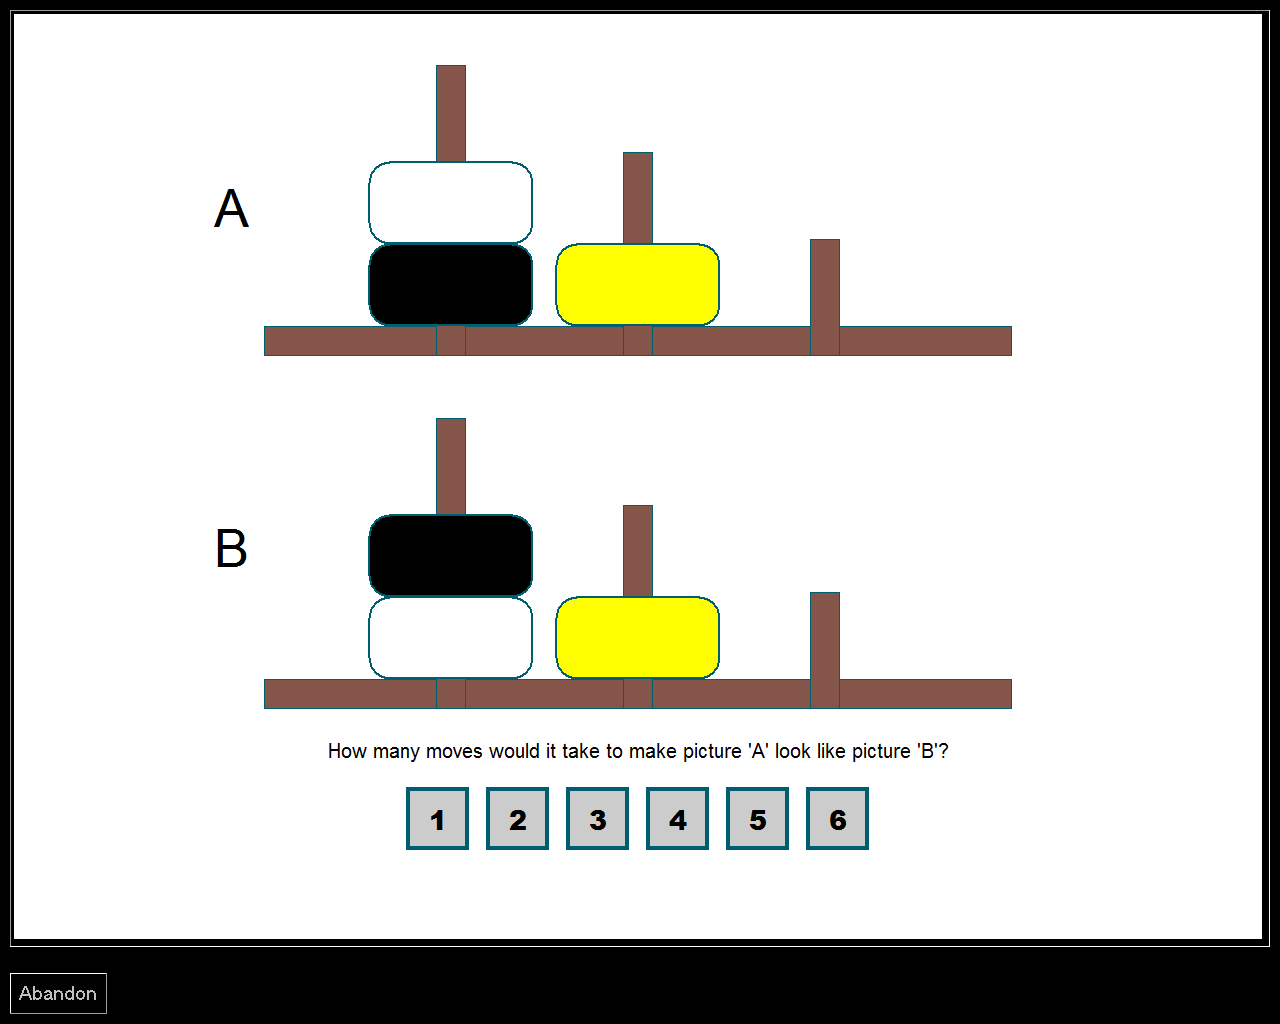 A
B
How many moves would it take to make picture 'A' look like picture 'B'?
1 2 3 4 5 6
Abandon